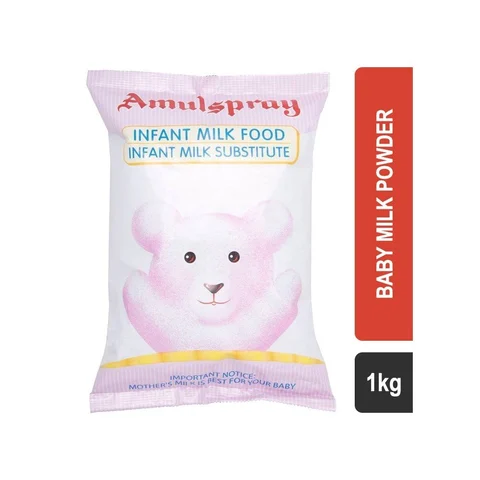 Amulspray
INFANT MILK FOOD
INFANT MILK SUBSTITUTE
IMPORTANT NOTICE:
MOTHER'S MILK IS BEST FOR YOUR BABY
BABY MILK POWDER
1kg